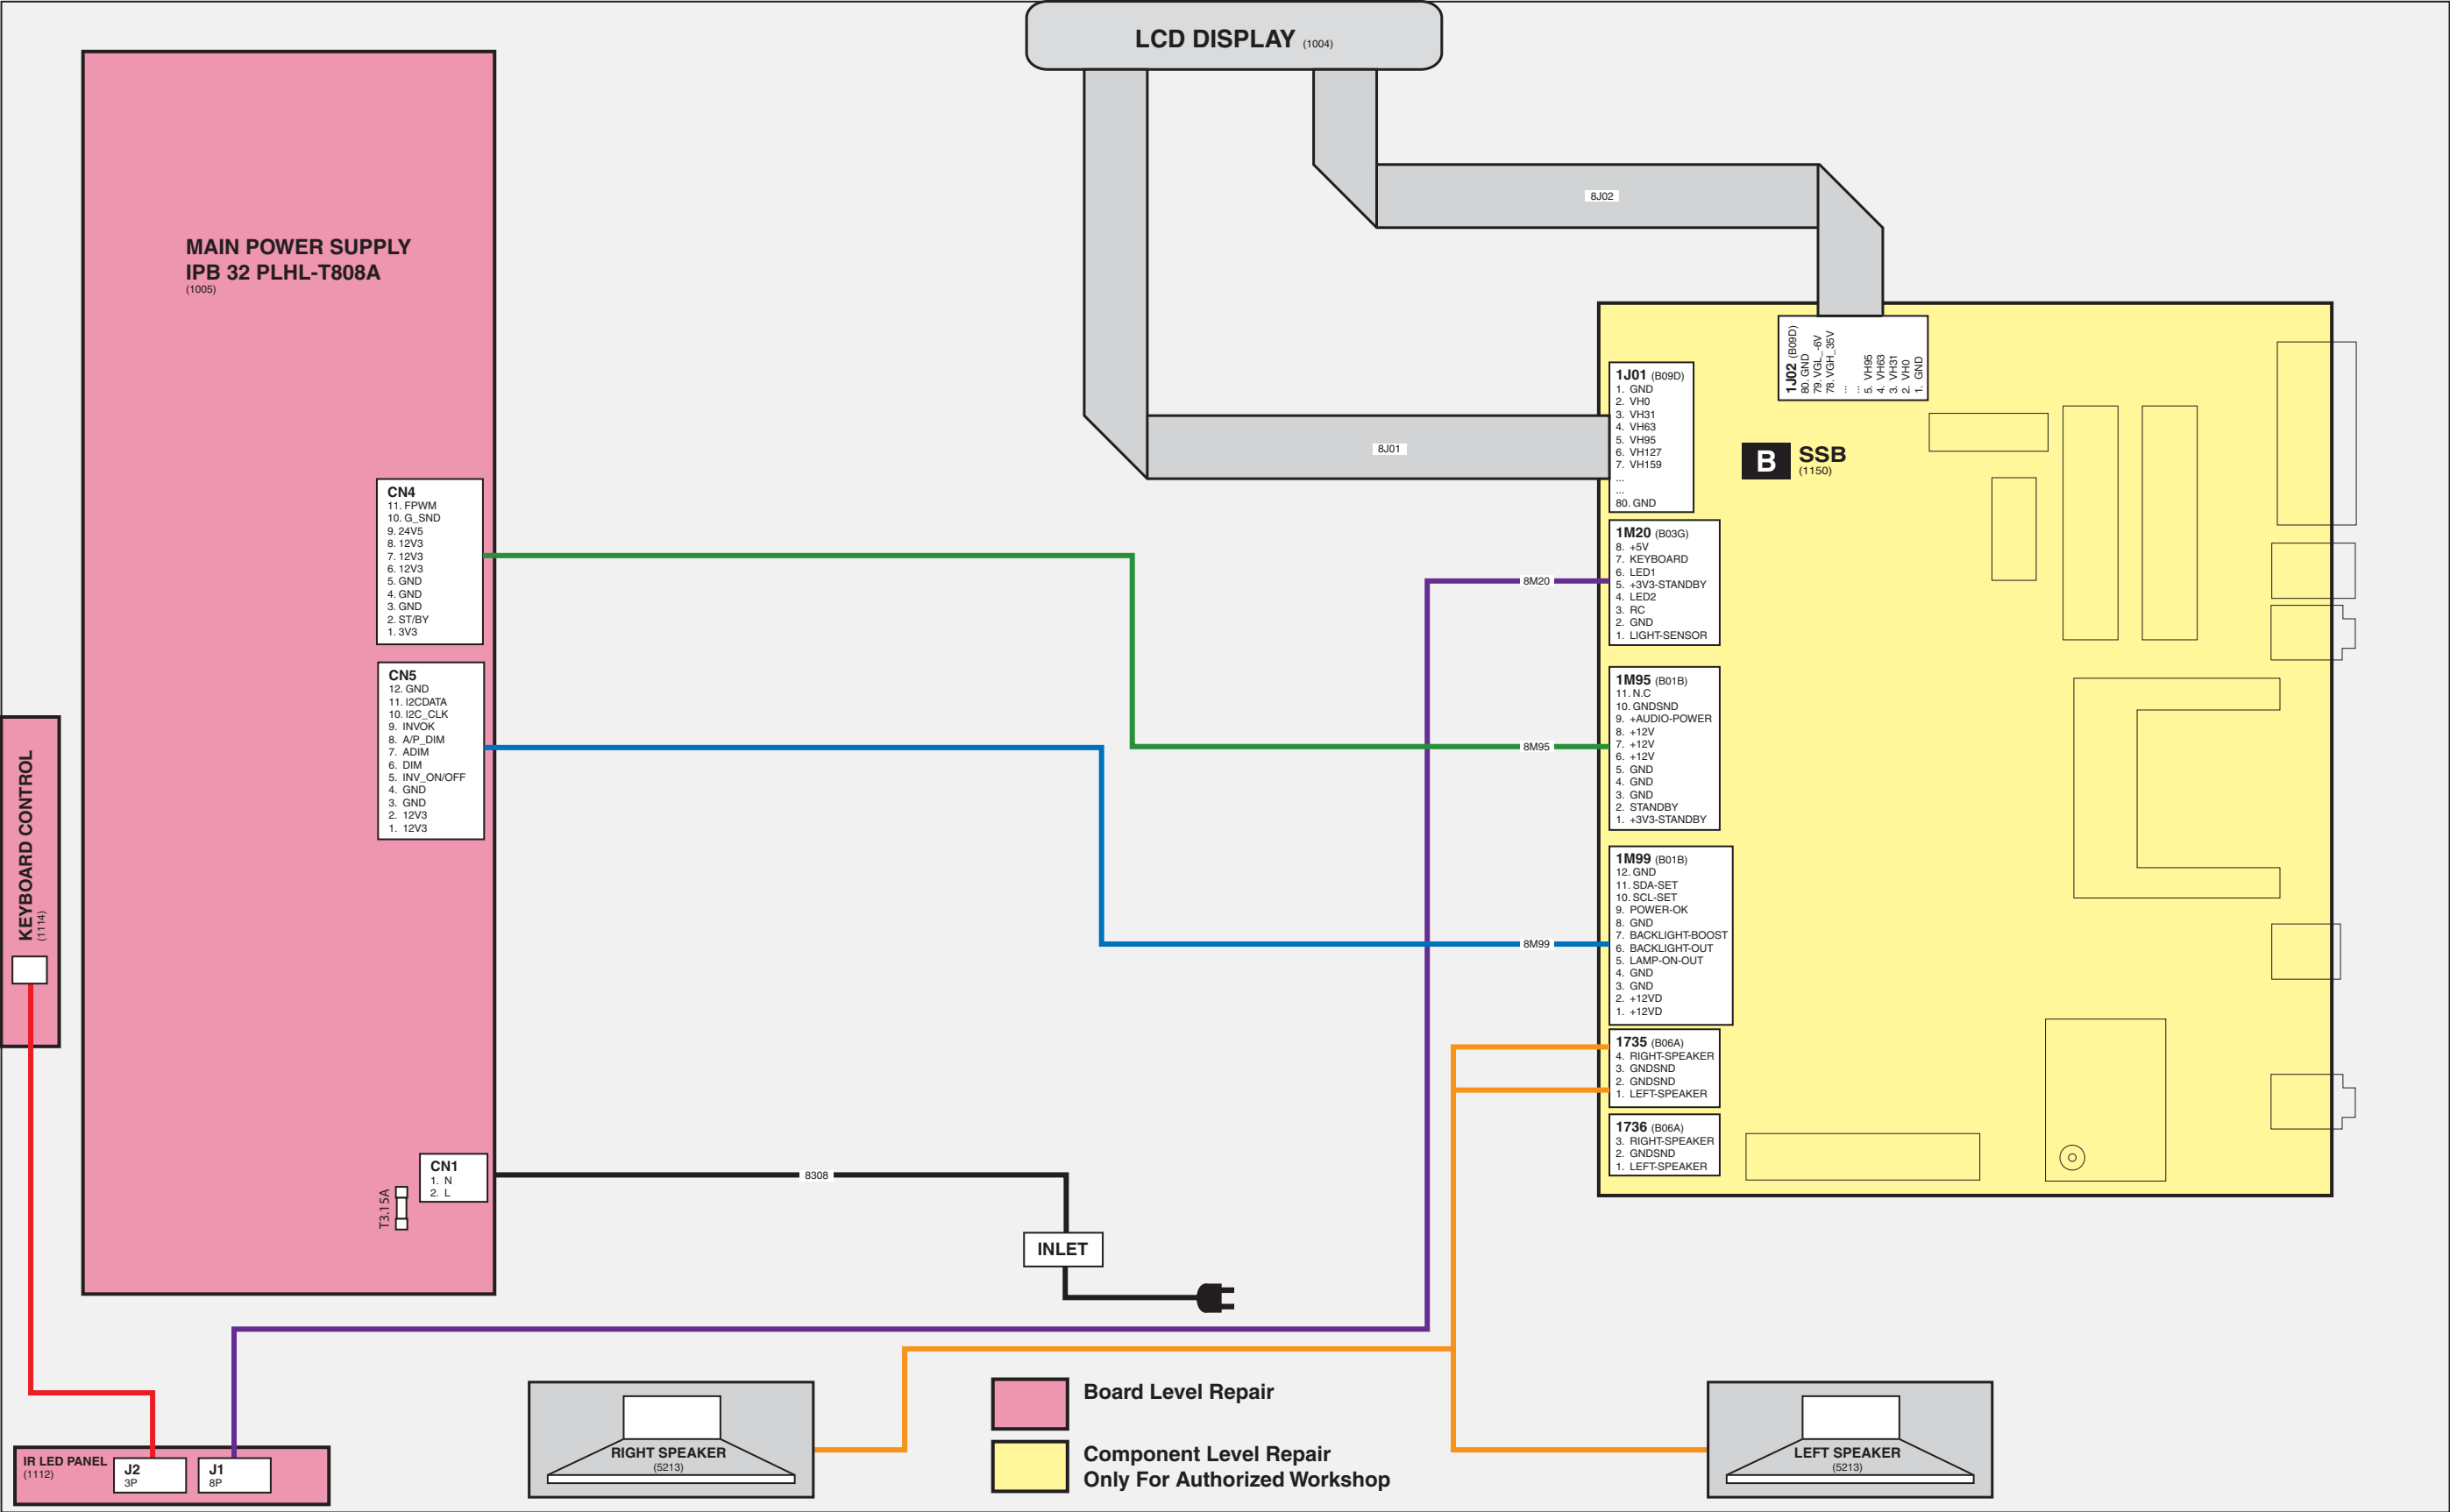 LCD DISPLAY (1004)
8J02
8J01
MAIN POWER SUPPLY
IPB 32 PLHL-T808A
(1005)
CN4
11. FPWM
10. G_SND
9. 24V5
8. 12V3
7. 12V3
6. 12V3
5. GND
4. GND
3. GND
2. ST/BY
1. 3V3
CN5
12. GND
11. I2CDATA
10. I2C_CLK
9. INVOK
8. A/P_DIM
7. ADIM
6. DIM
5. INV_ON/OFF
4. GND
3. GND
2. 12V3
1. 12V3
CN1
1. N
2. L
T3.15A
KEYBOARD CONTROL
(1114)
8308
INLET
8M20
8M95
8M99
1J02 (B09D)
80. GND
79. VGL_-6V
78. VGH_35V
...
...
5. VH95
4. VH63
3. VH31
2. VH0
1. GND
1J01 (B09D)
1. GND
2. VH0
3. VH31
4. VH63
5. VH95
6. VH127
7. VH159
...
...
80. GND
B SSB
(1150)
1M20 (B03G)
8. +5V
7. KEYBOARD
6. LED1
5. +3V3-STANDBY
4. LED2
3. RC
2. GND
1. LIGHT-SENSOR
1M95 (B01B)
11. N.C
10. GNDSND
9. +AUDIO-POWER
8. +12V
7. +12V
6. +12V
5. GND
4. GND
3. GND
2. STANDBY
1. +3V3-STANDBY
1M99 (B01B)
12. GND
11. SDA-SET
10. SCL-SET
9. POWER-OK
8. GND
7. BACKLIGHT-BOOST
6. BACKLIGHT-OUT
5. LAMP-ON-OUT
4. GND
3. GND
2. +12VD
1. +12VD
1735 (B06A)
4. RIGHT-SPEAKER
3. GNDSND
2. GNDSND
1. LEFT-SPEAKER
1736 (B06A)
3. RIGHT-SPEAKER
2. GNDSND
1. LEFT-SPEAKER
IR LED PANEL
(1112)
J2
3P
J1
8P
RIGHT SPEAKER
(5213)
Board Level Repair
Component Level Repair
Only For Authorized Workshop
LEFT SPEAKER
(5213)